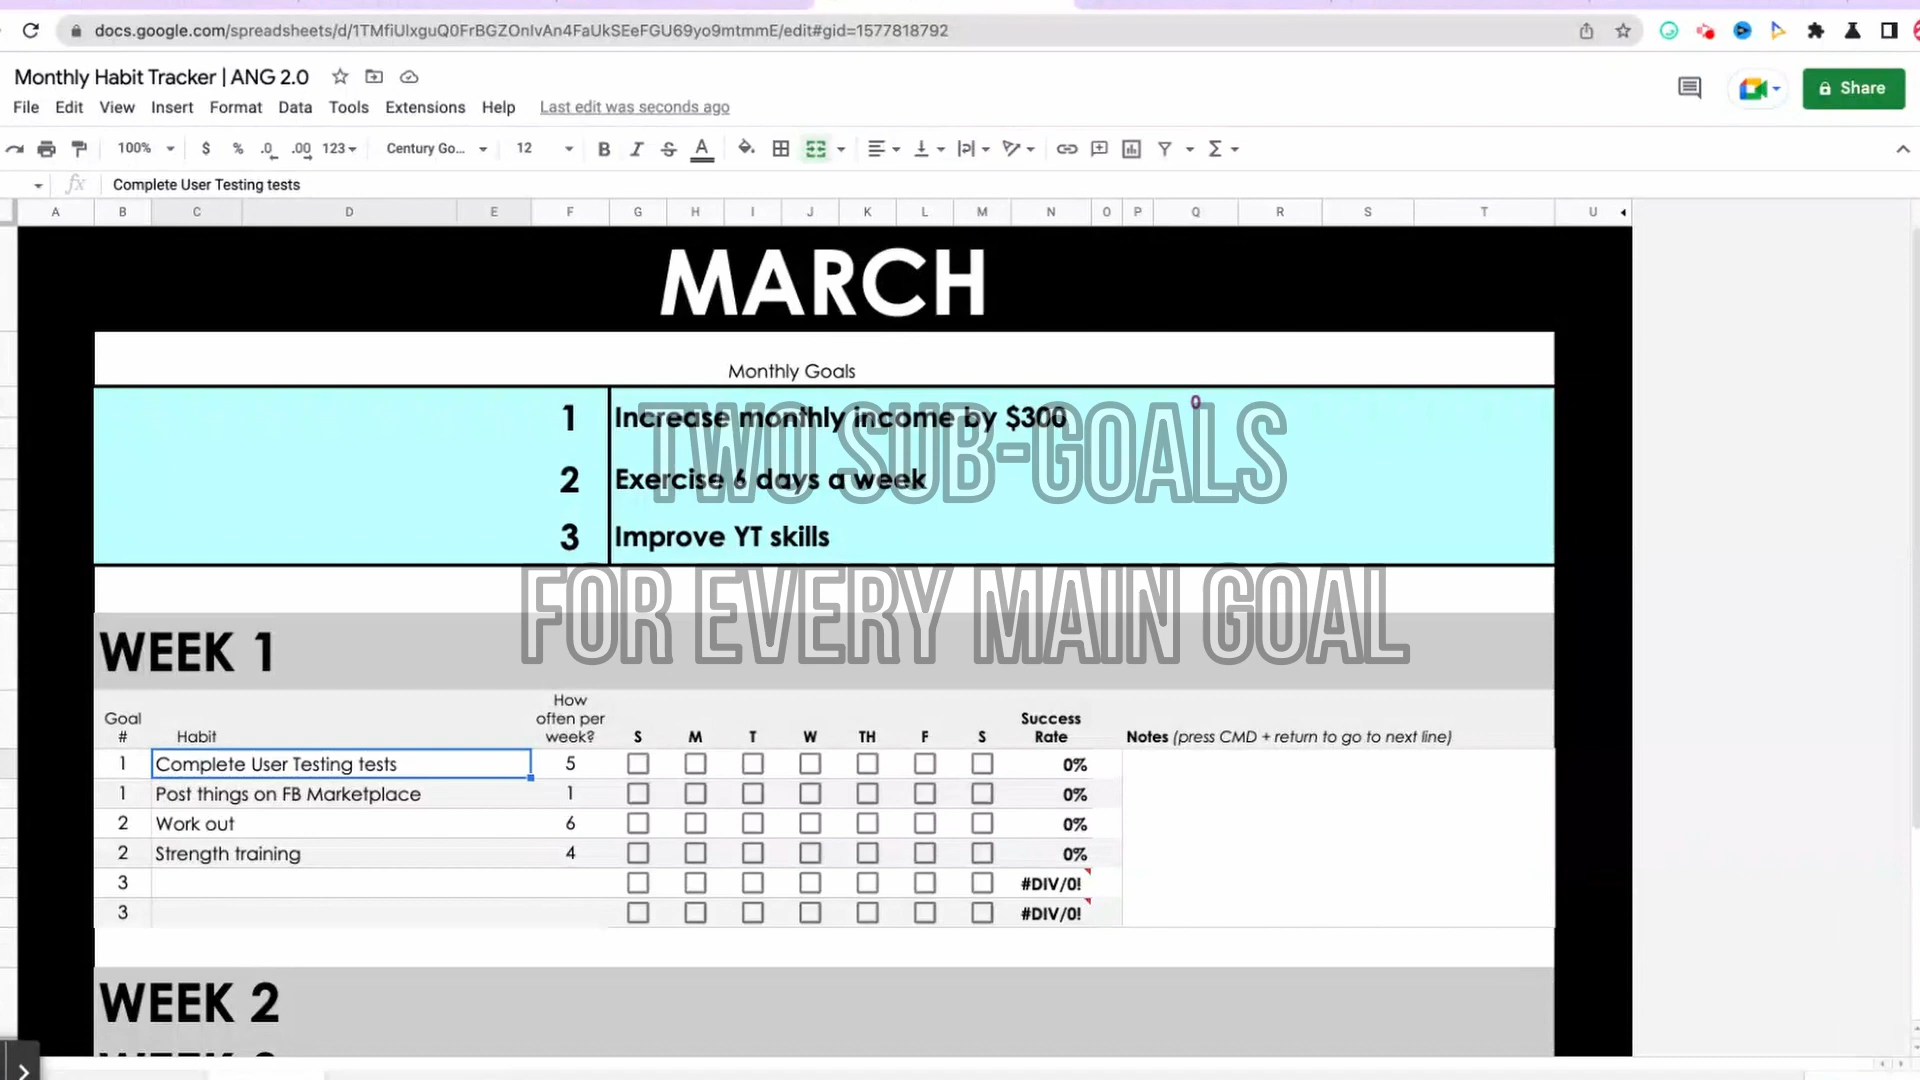 docs.google.com/spreadsheets/d/1TMfiUlxguQ0FrBGZOnIvAn4FaUkSEeFGU69yo9mtmmE/edit#gid=1577818792
Monthly Habit Tracker | ANG 2.0
File Edit View Insert Format Data Tools Extensions Help Last edit was seconds ago
Share
100% $ % .0 .00 123 Century Go... 12 B I S A Σ
fx Complete User Testing tests
A B C D E F G H I J K L M N O P Q R S T U
MARCH
Monthly Goals
1 Increase monthly income by $300 0
TWO SUB-GOALS
2 Exercise 6 days a week
3 Improve YT skills
FOR EVERY MAIN GOAL
WEEK 1
Goal # Habit How often per week? S M T W TH F S Success Rate Notes (press CMD + return to go to next line)
1 Complete User Testing tests 5 0%
1 Post things on FB Marketplace 1 0%
2 Work out 6 0%
2 Strength training 4 0%
3 #DIV/0!
3 #DIV/0!
WEEK 2